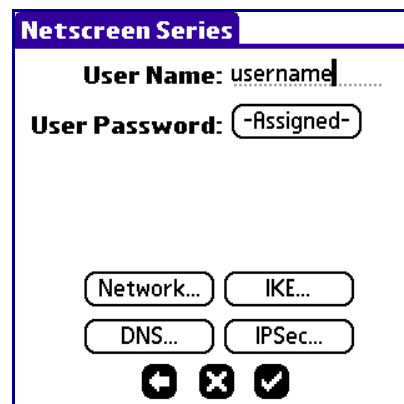 Netscreen Series
User Name: username
User Password: -Assigned-
Network... IKE...
DNS... IPSec...